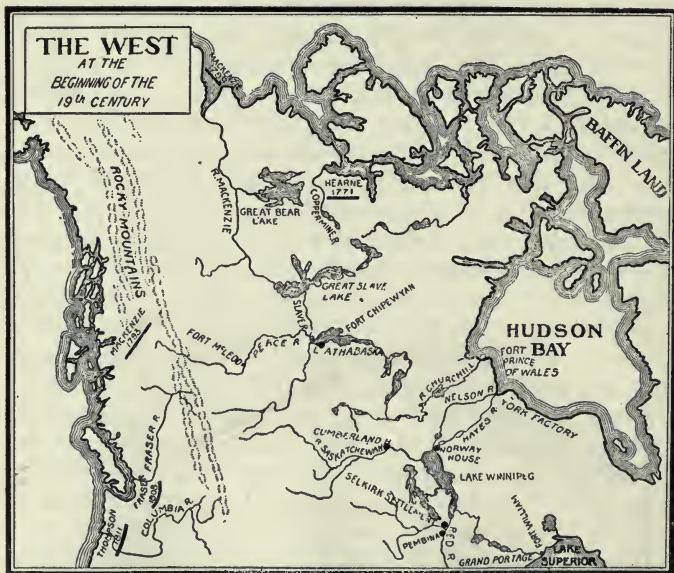 THE WEST
AT THE
BEGINNING OF THE
19th CENTURY
MACKENZIE
ROCKY MOUNTAINS
R. MACKENZIE
GREAT BEAR
LAKE
COPPERMINE R
HEARNE
1771
BAFFIN LAND
MACKENZIE
1793
GREAT SLAVE
LAKE
SLAVE R
FORT CHIPEWYAN
FORT McLEOD
PEACE R
L ATHABASKA
HUDSON
BAY
FORT
PRINCE
OF WALES
R. CHURCHILL
NELSON R
HAYES R
YORK FACTORY
CUMBERLAND H
R SASKATCHEWAN
NORWAY
HOUSE
LAKE WINNIPEG
FRASER R
FRASER
1808
COLUMBIA R
THOMPSON
1811
SELKIRK SETTLEMENT
PEMBINA
RED R
FORT WILLIAM
GRAND PORTAGE
LAKE
SUPERIOR